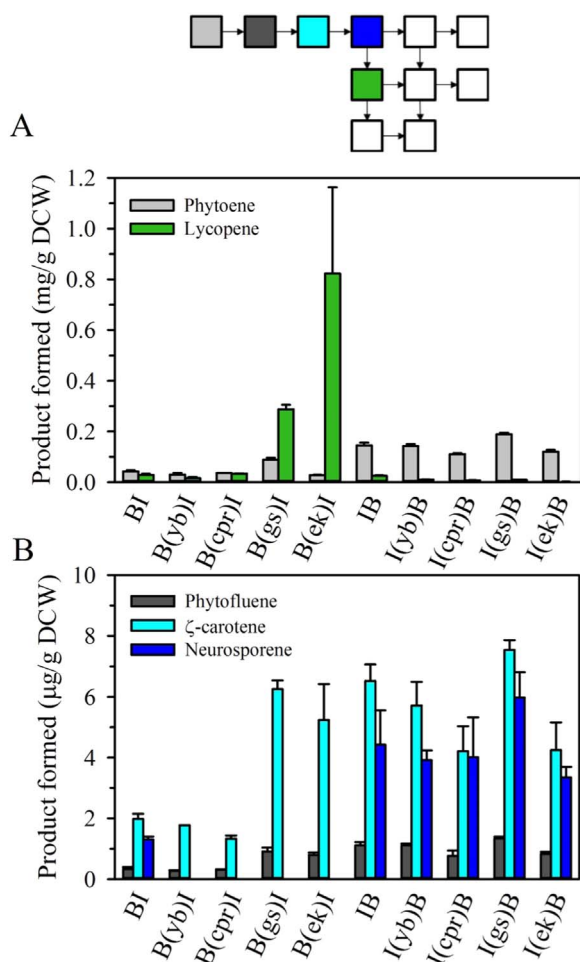 A
Product formed (mg/g DCW)
1.2
1.0
0.8
0.6
0.4
0.2
0.0
Phytoene
Lycopene
BI
B(yb)I
B(cpr)I
B(gs)I
B(ek)I
IB
I(yb)B
I(cpr)B
I(gs)B
I(ek)B
B
Product formed (µg/g DCW)
10
8
6
4
2
0
Phytofluene
ζ-carotene
Neurosporene
BI
B(yb)I
B(cpr)I
B(gs)I
B(ek)I
IB
I(yb)B
I(cpr)B
I(gs)B
I(ek)B